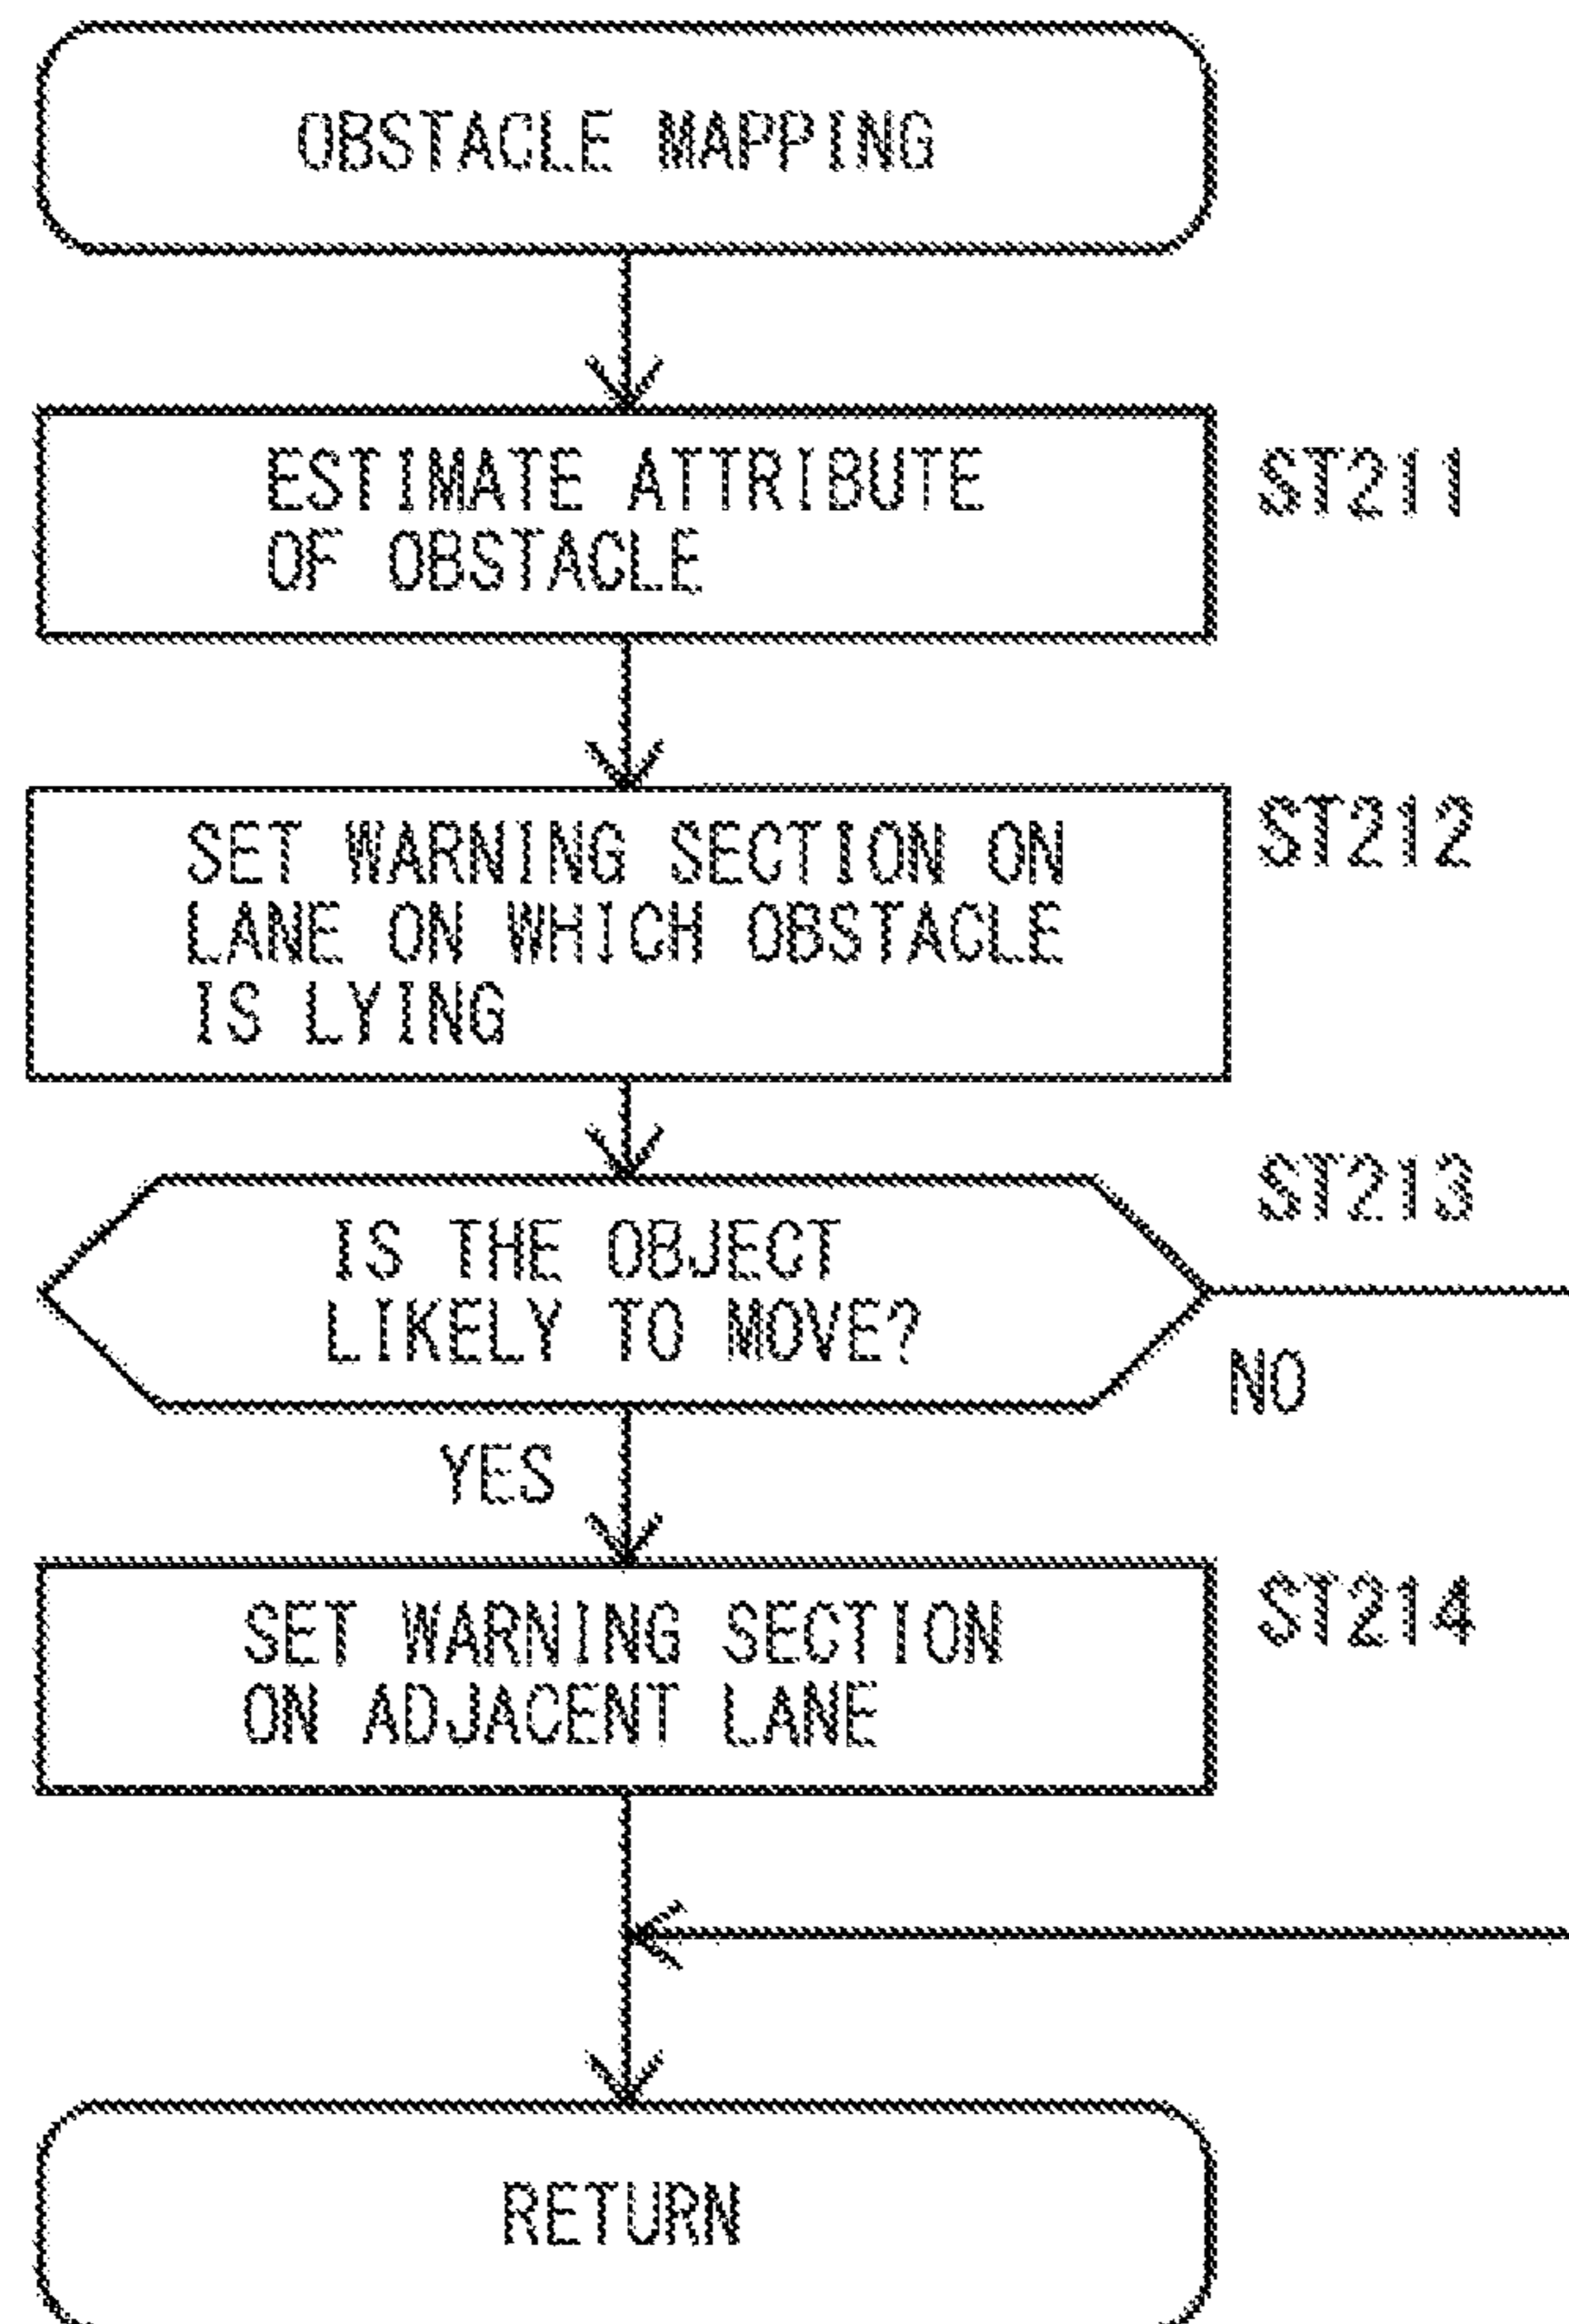 OBSTACLE MAPPING
ESTIMATE ATTRIBUTE
OF OBSTACLE
ST211
SET WARNING SECTION ON
LANE ON WHICH OBSTACLE
IS LYING
ST212
IS THE OBJECT
LIKELY TO MOVE?
ST213
NO
YES
SET WARNING SECTION
ON ADJACENT LANE
ST214
RETURN